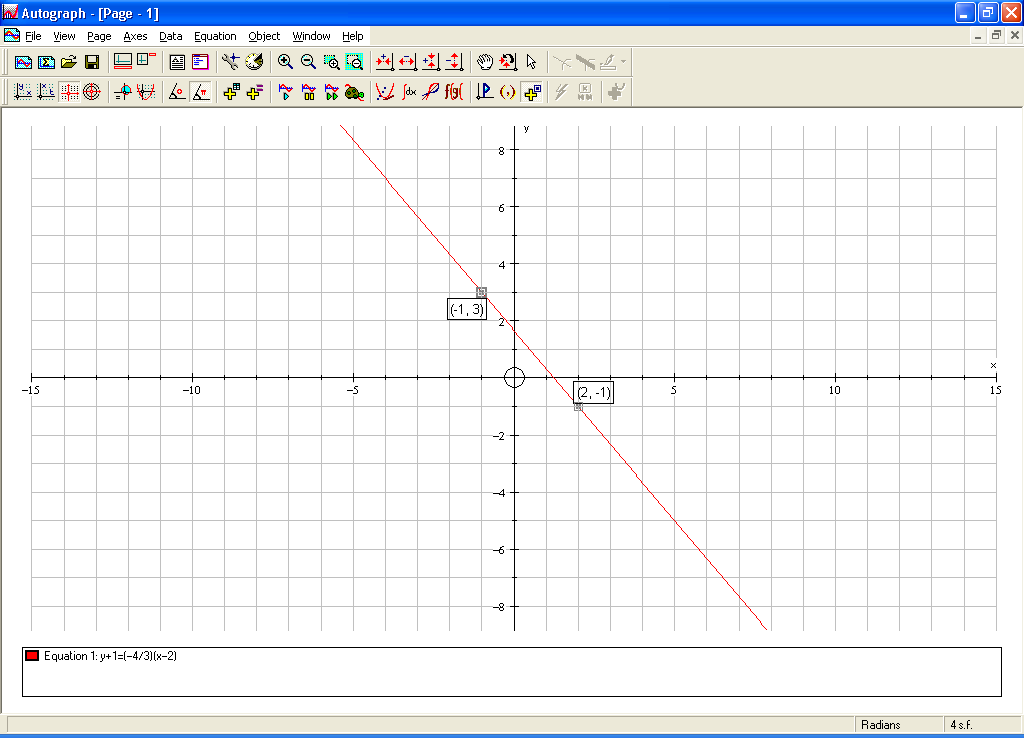 Autograph - [Page - 1]
File View Page Axes Data Equation Object Window Help
y
8
6
4
(-1, 3)
2
x
−15 −10 −5 5 10 15
(2, -1)
−2
−4
−6
−8
Equation 1: y+1=(−4/3)(x−2)
Radians 4 s.f.